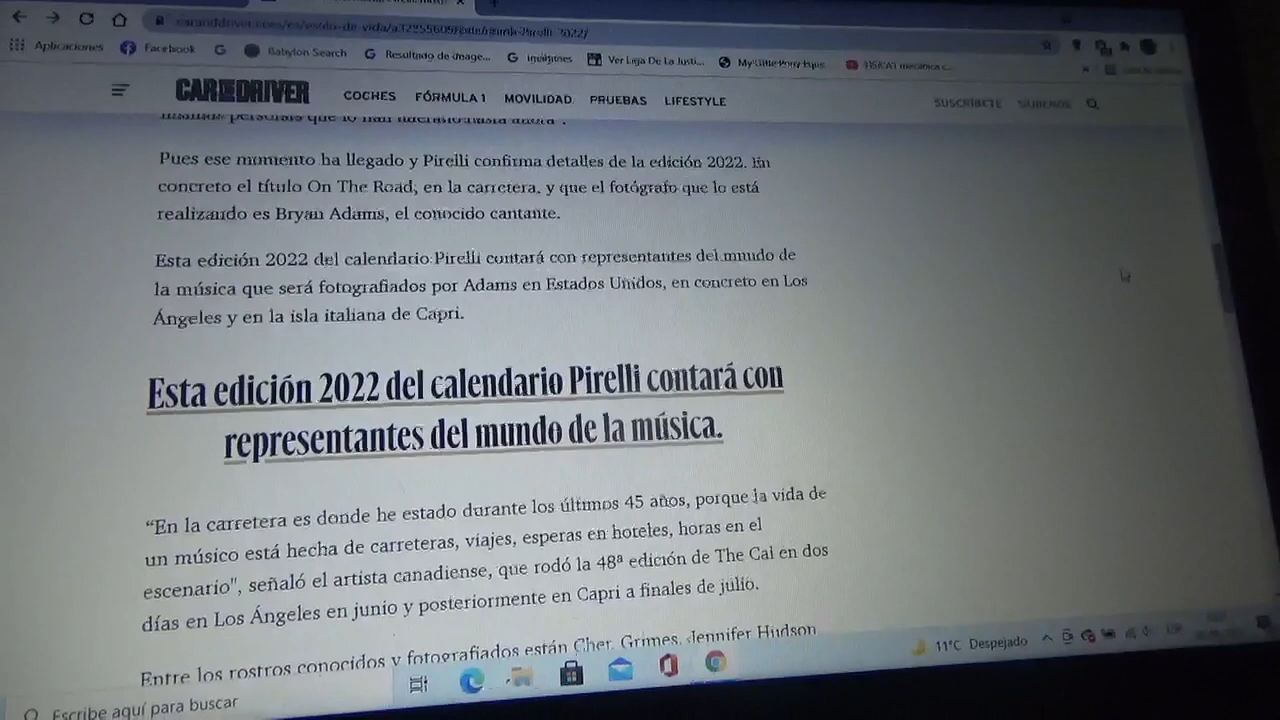 Aplicaciones Facebook G Babylon Search G Resultado de image... G Imágenes Ver Liga De La Justi...
CAR AND DRIVER COCHES FÓRMULA 1 MOVILIDAD PRUEBAS LIFESTYLE SUSCRÍBETE SÍGUENOS
Pues ese momento ha llegado y Pirelli confirma detalles de la edición 2022. En
concreto el título On The Road, en la carretera, y que el fotógrafo que lo está
realizando es Bryan Adams, el conocido cantante.
Esta edición 2022 del calendario Pirelli contará con representantes del mundo de
la música que será fotografiados por Adams en Estados Unidos, en concreto en Los
Ángeles y en la isla italiana de Capri.
Esta edición 2022 del calendario Pirelli contará con
representantes del mundo de la música.
“En la carretera es donde he estado durante los últimos 45 años, porque la vida de
un músico está hecha de carreteras, viajes, esperas en hoteles, horas en el
escenario", señaló el artista canadiense, que rodó la 48ª edición de The Cal en dos
días en Los Ángeles en junio y posteriormente en Capri a finales de julio.
Entre los rostros conocidos y fotografiados están Cher, Grimes, Jennifer Hudson
11°C Despejado
Escribe aquí para buscar